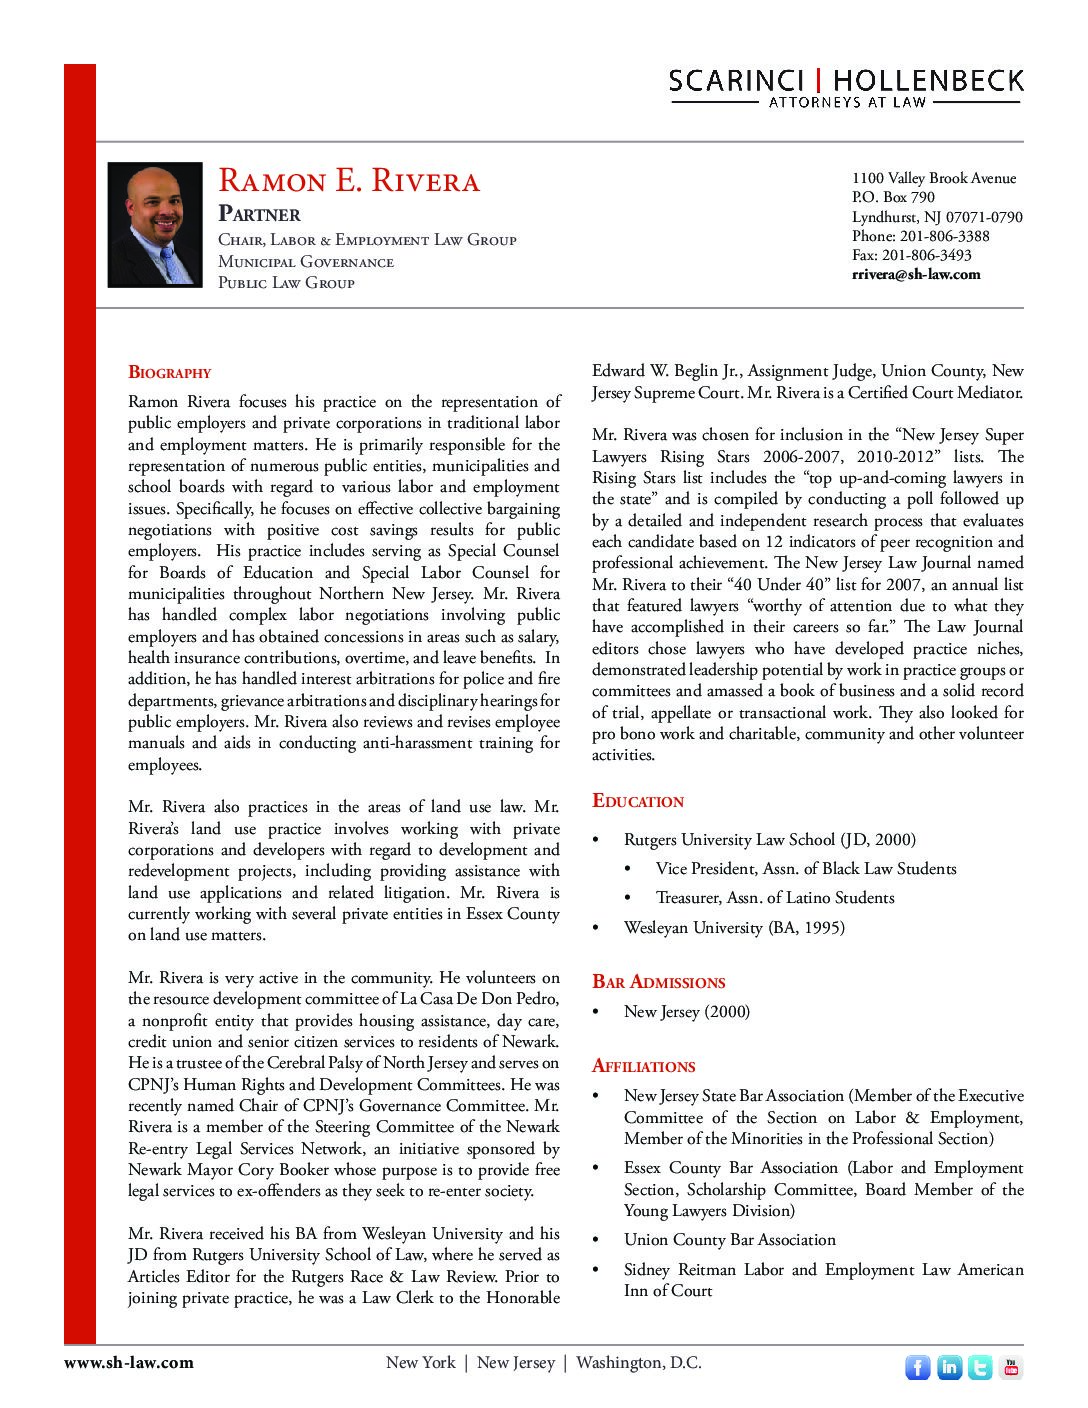 SCARINCI | HOLLENBECK
ATTORNEYS AT LAW
Ramon E. Rivera
Partner
Chair, Labor & Employment Law Group
Municipal Governance
Public Law Group
1100 Valley Brook Avenue
P.O. Box 790
Lyndhurst, NJ 07071-0790
Phone: 201-806-3388
Fax: 201-806-3493
rrivera@sh-law.com
Biography
Ramon Rivera focuses his practice on the representation of
public employers and private corporations in traditional labor
and employment matters. He is primarily responsible for the
representation of numerous public entities, municipalities and
school boards with regard to various labor and employment
issues. Specifically, he focuses on effective collective bargaining
negotiations with positive cost savings results for public
employers. His practice includes serving as Special Counsel
for Boards of Education and Special Labor Counsel for
municipalities throughout Northern New Jersey. Mr. Rivera
has handled complex labor negotiations involving public
employers and has obtained concessions in areas such as salary,
health insurance contributions, overtime, and leave benefits. In
addition, he has handled interest arbitrations for police and fire
departments, grievance arbitrations and disciplinary hearings for
public employers. Mr. Rivera also reviews and revises employee
manuals and aids in conducting anti-harassment training for
employees.
Mr. Rivera also practices in the areas of land use law. Mr.
Rivera's land use practice involves working with private
corporations and developers with regard to development and
redevelopment projects, including providing assistance with
land use applications and related litigation. Mr. Rivera is
currently working with several private entities in Essex County
on land use matters.
Mr. Rivera is very active in the community. He volunteers on
the resource development committee of La Casa De Don Pedro,
a nonprofit entity that provides housing assistance, day care,
credit union and senior citizen services to residents of Newark.
He is a trustee of the Cerebral Palsy of North Jersey and serves on
CPNJ's Human Rights and Development Committees. He was
recently named Chair of CPNJ's Governance Committee. Mr.
Rivera is a member of the Steering Committee of the Newark
Re-entry Legal Services Network, an initiative sponsored by
Newark Mayor Cory Booker whose purpose is to provide free
legal services to ex-offenders as they seek to re-enter society.
Mr. Rivera received his BA from Wesleyan University and his
JD from Rutgers University School of Law, where he served as
Articles Editor for the Rutgers Race & Law Review. Prior to
joining private practice, he was a Law Clerk to the Honorable
Edward W. Beglin Jr., Assignment Judge, Union County, New
Jersey Supreme Court. Mr. Rivera is a Certified Court Mediator.
Mr. Rivera was chosen for inclusion in the “New Jersey Super
Lawyers Rising Stars 2006-2007, 2010-2012” lists. The
Rising Stars list includes the “top up-and-coming lawyers in
the state” and is compiled by conducting a poll followed up
by a detailed and independent research process that evaluates
each candidate based on 12 indicators of peer recognition and
professional achievement. The New Jersey Law Journal named
Mr. Rivera to their “40 Under 40” list for 2007, an annual list
that featured lawyers “worthy of attention due to what they
have accomplished in their careers so far.” The Law Journal
editors chose lawyers who have developed practice niches,
demonstrated leadership potential by work in practice groups or
committees and amassed a book of business and a solid record
of trial, appellate or transactional work. They also looked for
pro bono work and charitable, community and other volunteer
activities.
Education
• Rutgers University Law School (JD, 2000)
• Vice President, Assn. of Black Law Students
• Treasurer, Assn. of Latino Students
• Wesleyan University (BA, 1995)
Bar Admissions
• New Jersey (2000)
Affiliations
• New Jersey State Bar Association (Member of the Executive
Committee of the Section on Labor & Employment,
Member of the Minorities in the Professional Section)
• Essex County Bar Association (Labor and Employment
Section, Scholarship Committee, Board Member of the
Young Lawyers Division)
• Union County Bar Association
• Sidney Reitman Labor and Employment Law American
Inn of Court
www.sh-law.com
New York | New Jersey | Washington, D.C.
f in t You Tube